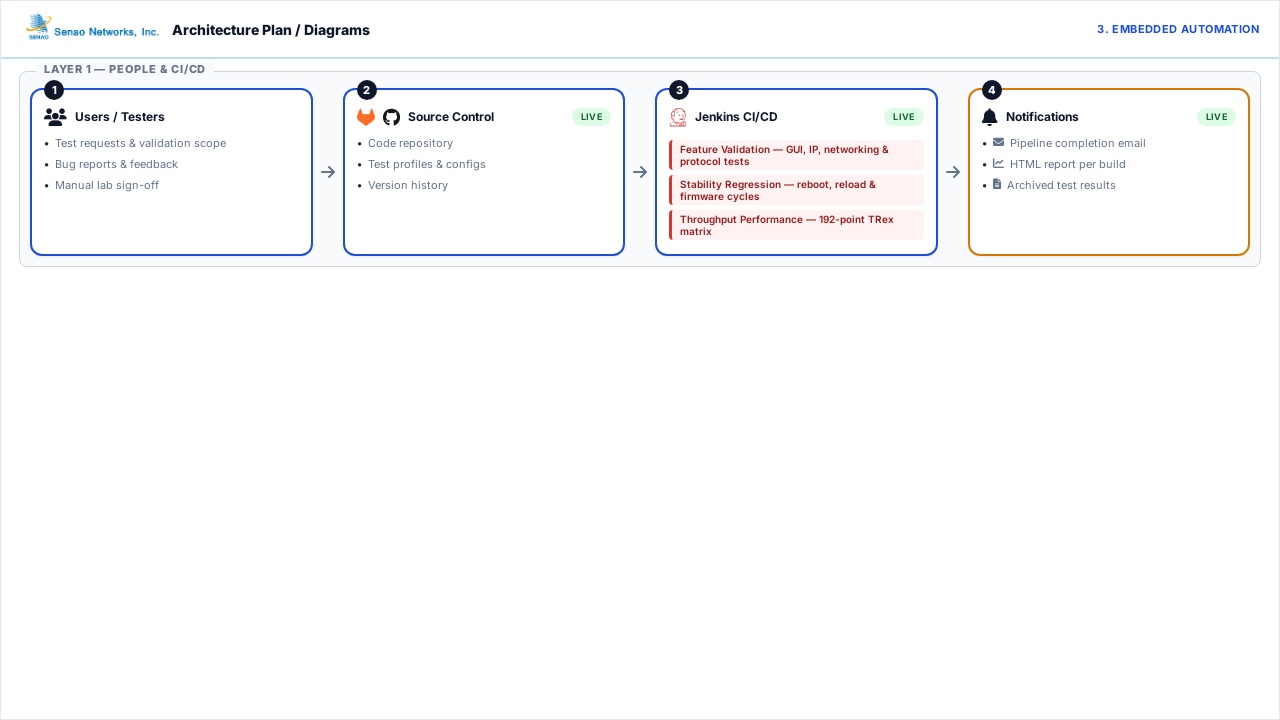 SENAO Senao Networks, Inc. Architecture Plan / Diagrams
3. EMBEDDED AUTOMATION
LAYER 1 — PEOPLE & CI/CD
1
Users / Testers
• Test requests & validation scope
• Bug reports & feedback
• Manual lab sign-off
2
Source Control LIVE
• Code repository
• Test profiles & configs
• Version history
3
Jenkins CI/CD LIVE
Feature Validation — GUI, IP, networking &
protocol tests
Stability Regression — reboot, reload &
firmware cycles
Throughput Performance — 192-point TRex
matrix
4
Notifications LIVE
• Pipeline completion email
• HTML report per build
• Archived test results